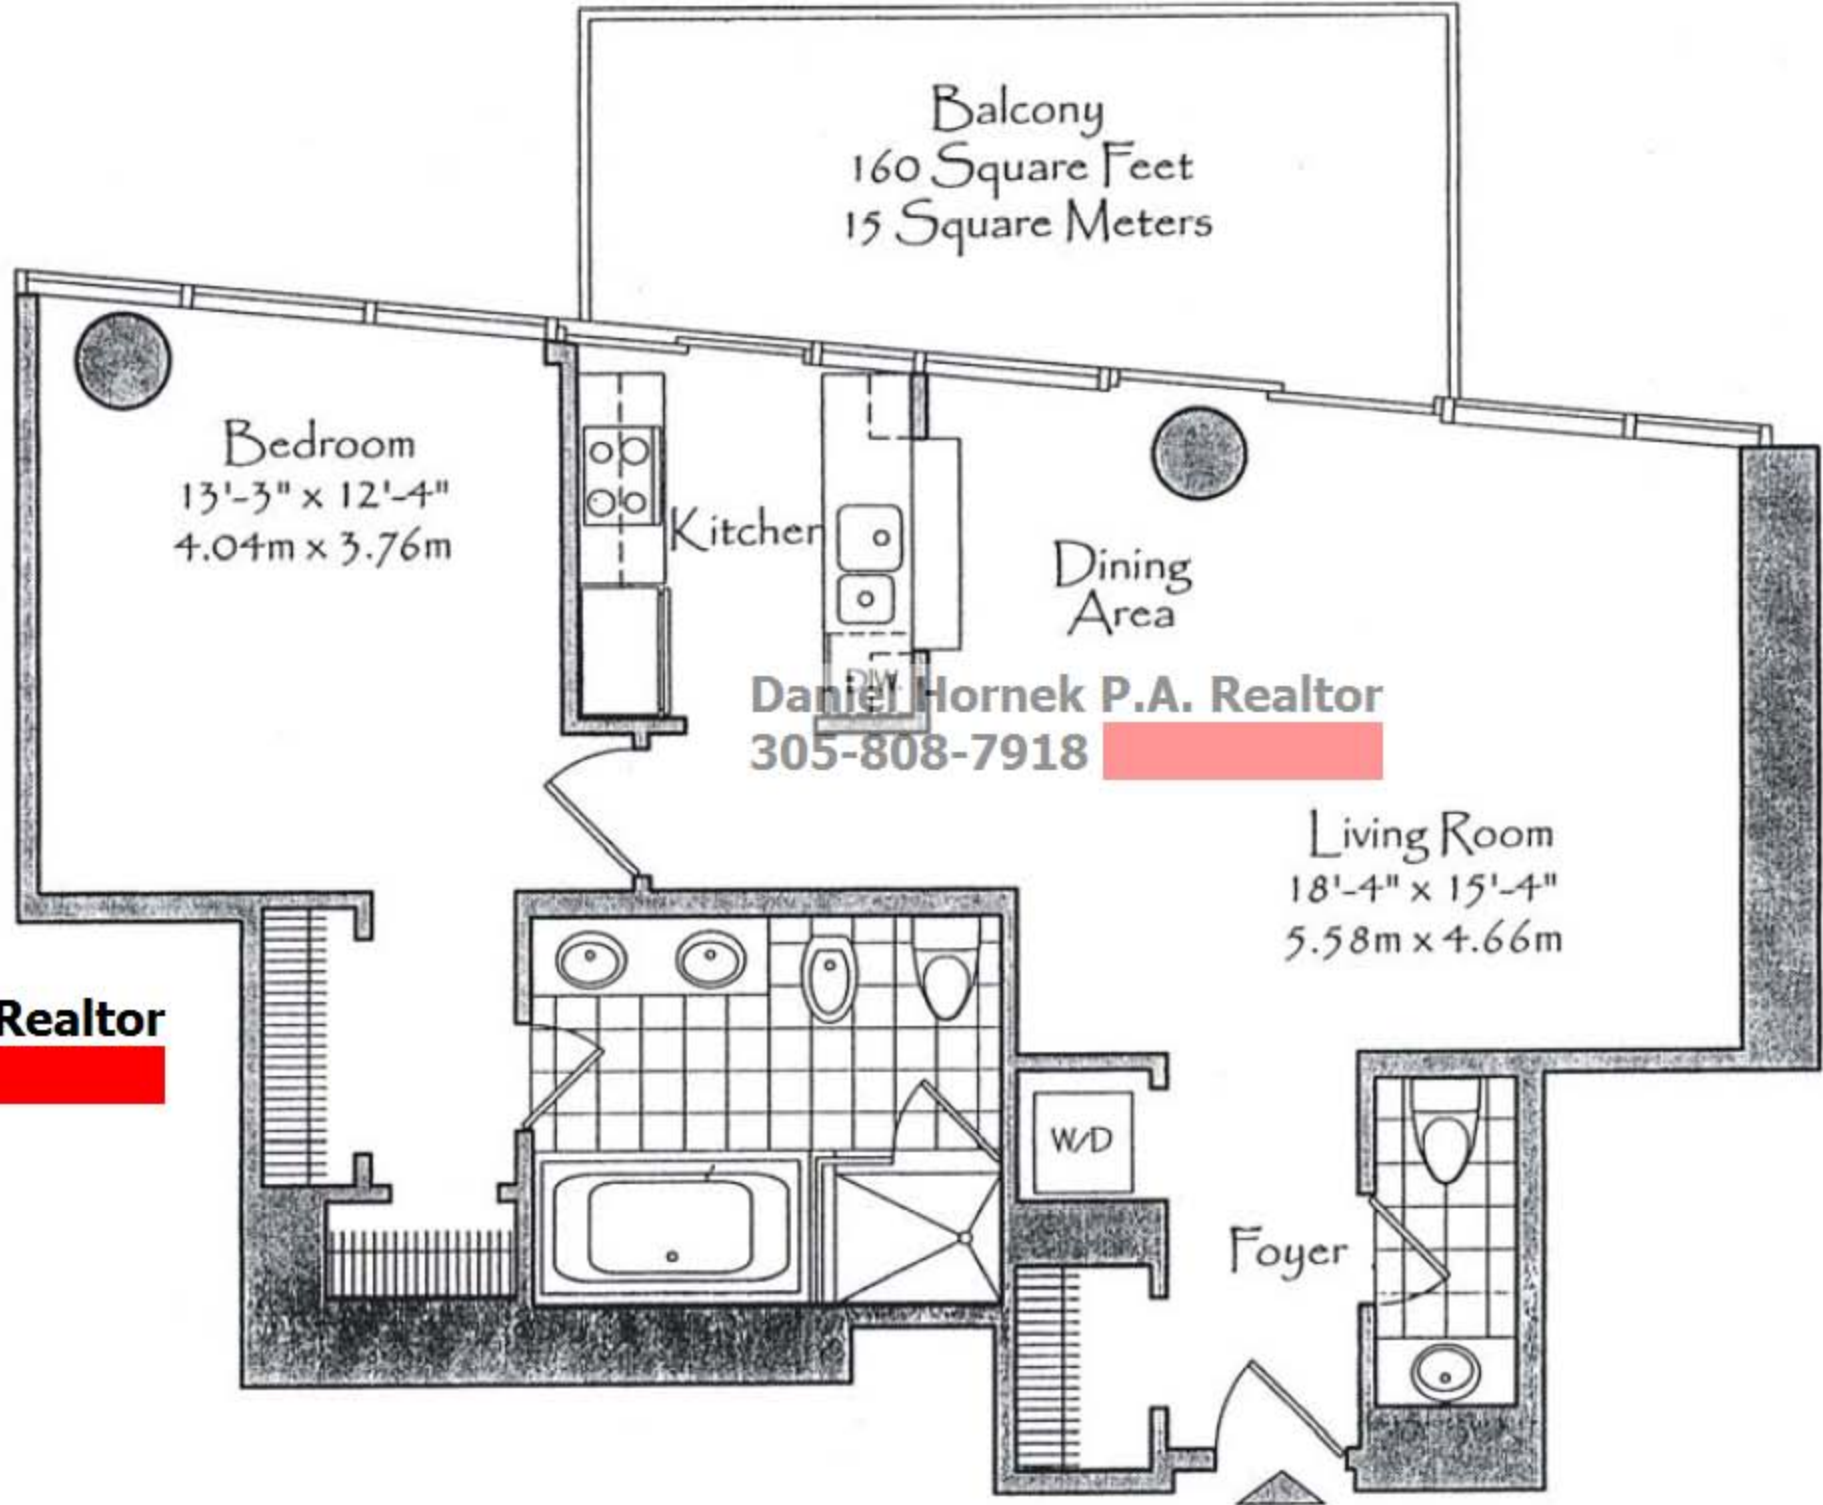 Balcony
160 Square Feet
15 Square Meters
Bedroom
13'-3" x 12'-4"
4.04m x 3.76m
Kitchen
Dining
Area
D.W.
Daniel Hornek P.A. Realtor
305-808-7918
Living Room
18'-4" x 15'-4"
5.58m x 4.66m
Realtor
W/D
Foyer